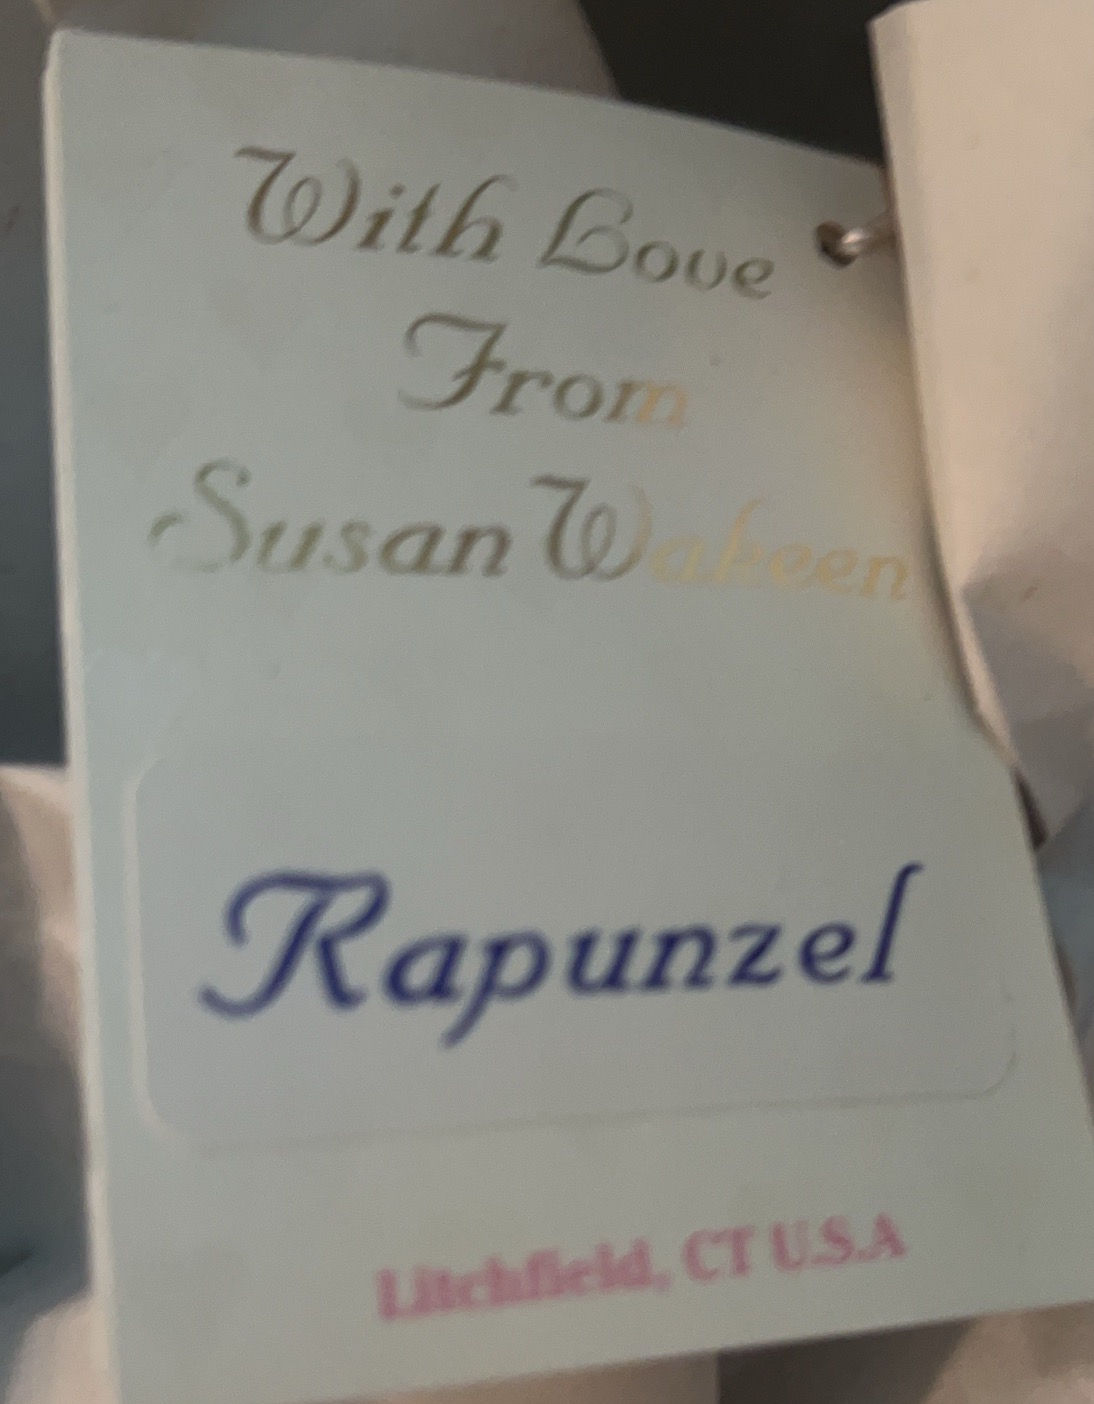 With Love
From
Susan Wakeen
Rapunzel
Litchfield, CT U.S.A